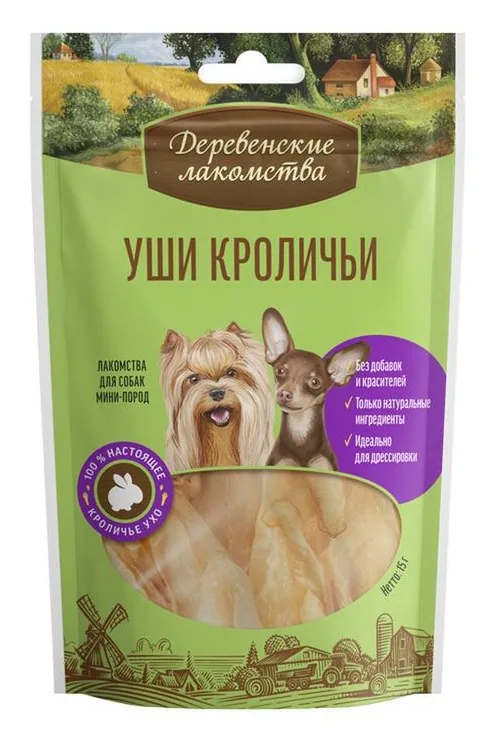 Деревенские
лакомства
УШИ КРОЛИЧЬИ
ЛАКОМСТВА
ДЛЯ СОБАК
МИНИ-ПОРОД
Без добавок
и красителей
Только натуральные
ингредиенты
Идеально
для дрессировки
100 % НАСТОЯЩЕЕ
КРОЛИЧЬЕ УХО
Нетто: 15 г